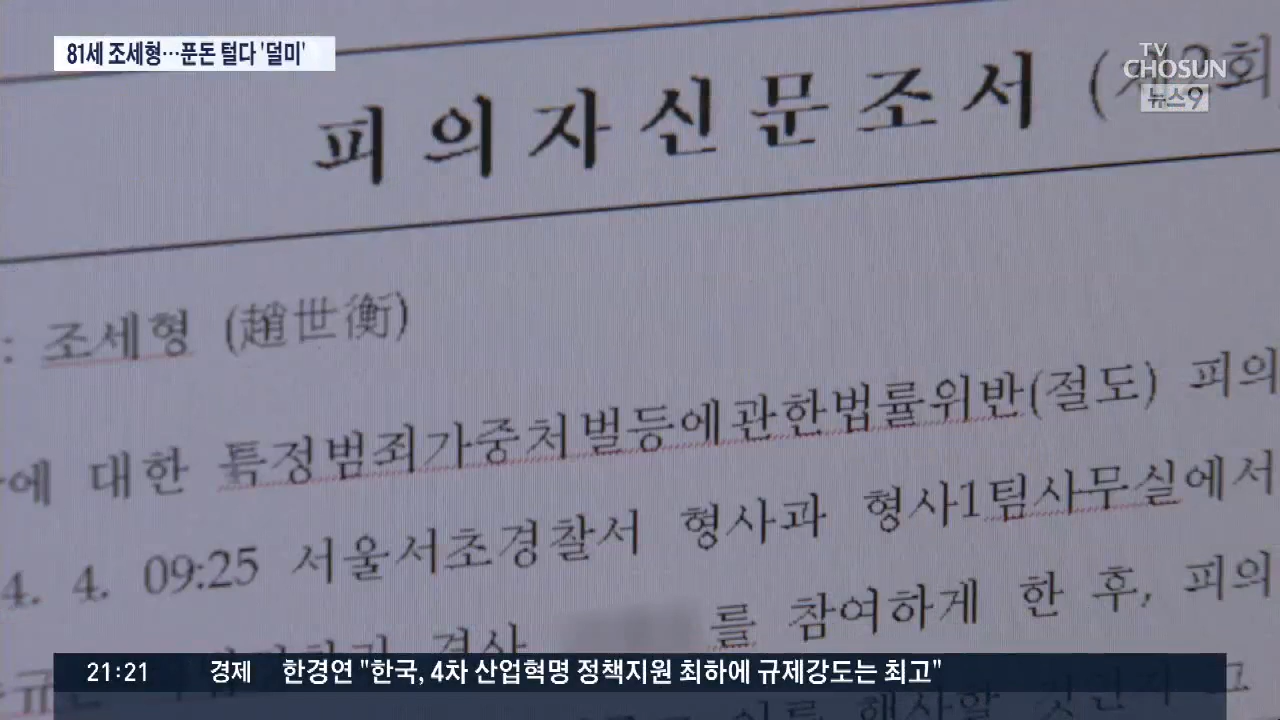 81세 조세형…푼돈 털다 '덜미'
TV
CHOSUN
뉴스9
피 의 자 신 문 조 서 (제2회
: 조세형 (趙世衡)
에 대한 특정범죄가중처벌등에관한법률위반(절도) 피의
4. 4. 09:25 서울서초경찰서 형사과 형사1팀사무실에서
경사 를 참여하게 한 후, 피의
21:21 경제 한경연 "한국, 4차 산업혁명 정책지원 최하에 규제강도는 최고"